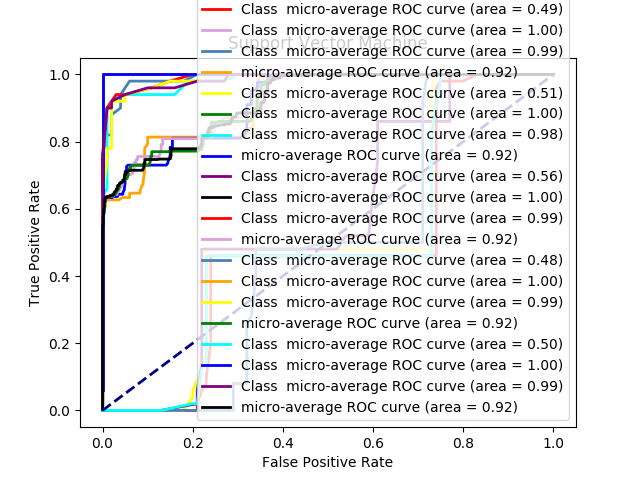 Class  micro-average ROC curve (area = 0.49)
Class  micro-average ROC curve (area = 1.00)
Support Vector Machine
Class  micro-average ROC curve (area = 0.99)
micro-average ROC curve (area = 0.92)
Class  micro-average ROC curve (area = 0.51)
Class  micro-average ROC curve (area = 1.00)
Class  micro-average ROC curve (area = 0.98)
micro-average ROC curve (area = 0.92)
Class  micro-average ROC curve (area = 0.56)
Class  micro-average ROC curve (area = 1.00)
Class  micro-average ROC curve (area = 0.99)
micro-average ROC curve (area = 0.92)
Class  micro-average ROC curve (area = 0.48)
Class  micro-average ROC curve (area = 1.00)
Class  micro-average ROC curve (area = 0.99)
micro-average ROC curve (area = 0.92)
Class  micro-average ROC curve (area = 0.50)
Class  micro-average ROC curve (area = 1.00)
Class  micro-average ROC curve (area = 0.99)
micro-average ROC curve (area = 0.92)
1.0
0.8
0.6
0.4
0.2
0.0
True Positive Rate
0.0 0.2 0.4 0.6 0.8 1.0
False Positive Rate